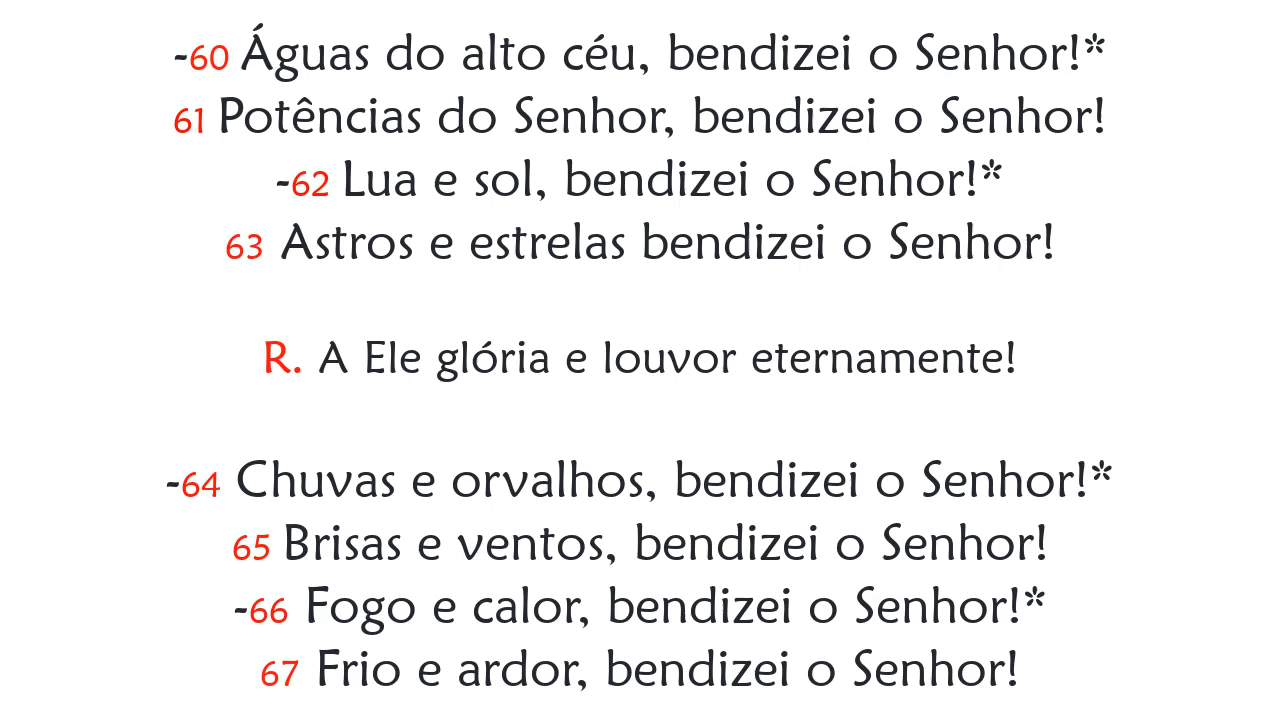 -60 Águas do alto céu, bendizei o Senhor!*
61 Potências do Senhor, bendizei o Senhor!
-62 Lua e sol, bendizei o Senhor!*
63 Astros e estrelas bendizei o Senhor!
R. A Ele glória e louvor eternamente!
-64 Chuvas e orvalhos, bendizei o Senhor!*
65 Brisas e ventos, bendizei o Senhor!
-66 Fogo e calor, bendizei o Senhor!*
67 Frio e ardor, bendizei o Senhor!